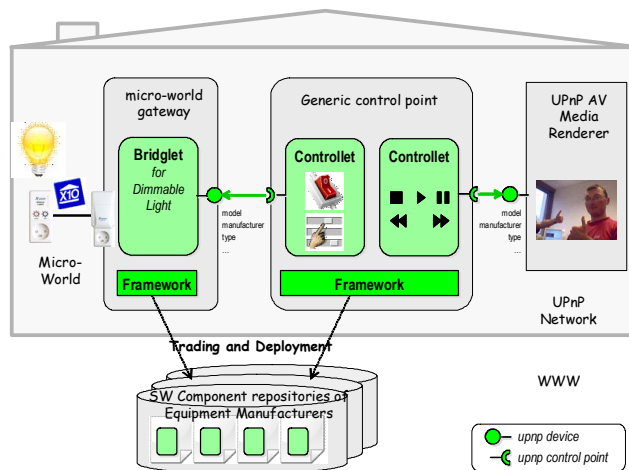 micro-world
gateway
Generic control point
UPnP AV
Media
Renderer
Bridglet
for
Dimmable
Light
Controllet
Controllet
X10
model
manufacturer
type
...
model
manufacturer
type
...
Micro-
World
Framework
Framework
UPnP
Network
Trading and Deployment
SW Component repositories of
Equipment Manufacturers
WWW
upnp device
upnp control point